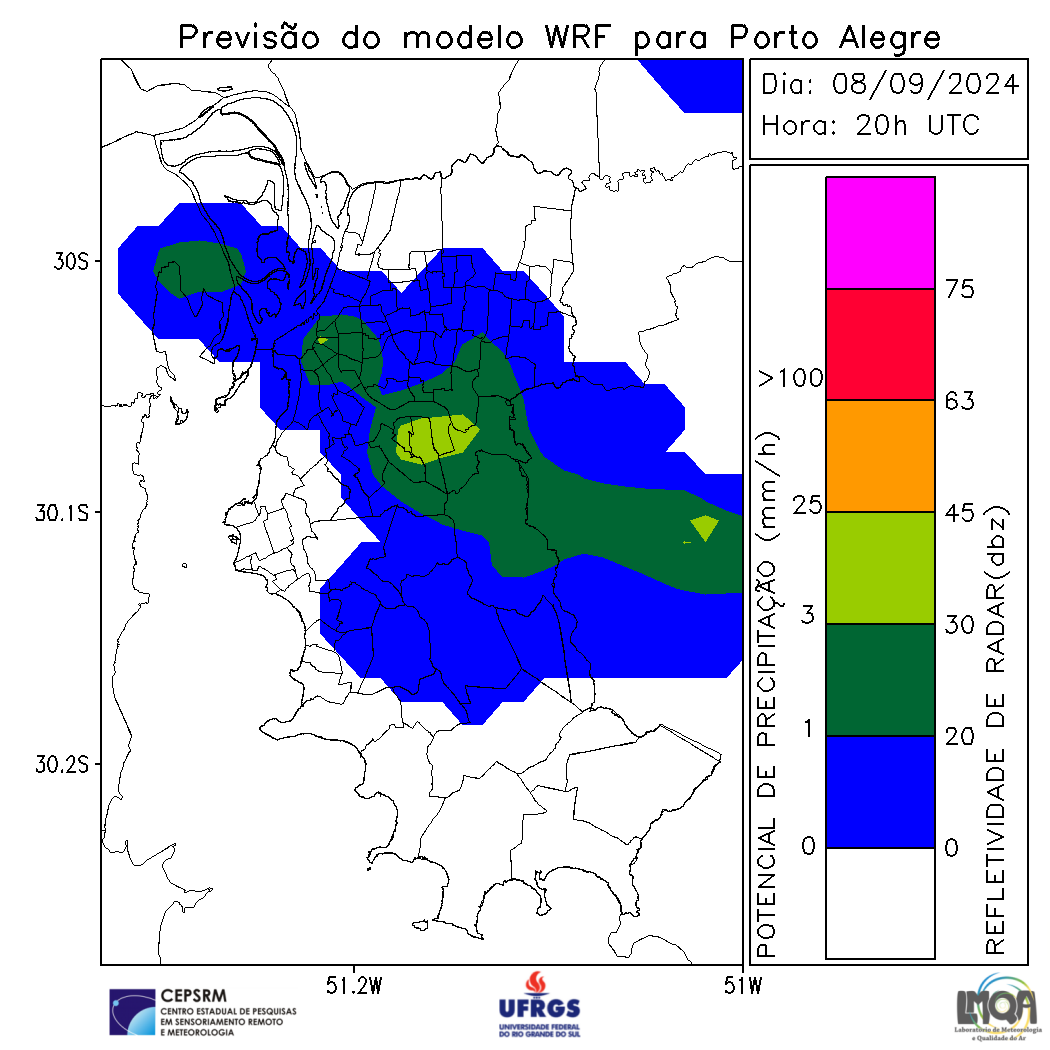 Previsão do modelo WRF para Porto Alegre
Dia: 08/09/2024
Hora: 20h UTC
30S
30.1S
30.2S
51.2W
51W
POTENCIAL DE PRECIPITAÇÃO (mm/h)
>100
25
3
1
0
75
63
45
30
20
0
REFLETIVIDADE DE RADAR(dbz)
CEPSRM
CENTRO ESTADUAL DE PESQUISAS
EM SENSORIAMENTO REMOTO
E METEOROLOGIA
UFRGS
UNIVERSIDADE FEDERAL
DO RIO GRANDE DO SUL
LMQA
Laboratório de Meteorologia
e Qualidade do Ar